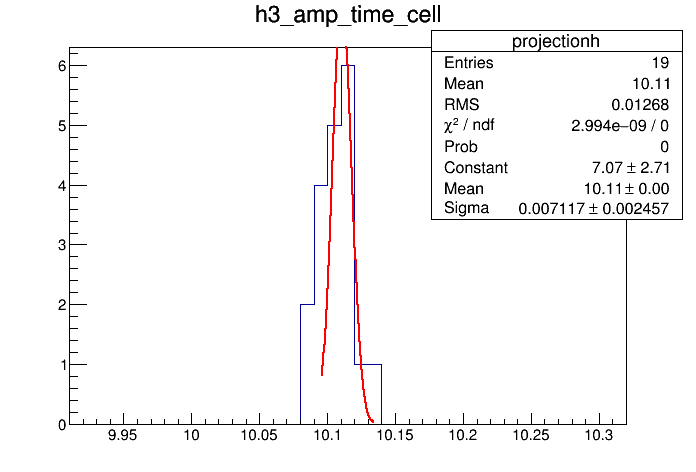 h3_amp_time_cell
projectionh
Entries 19
Mean 10.11
RMS 0.01268
χ² / ndf 2.994e−09 / 0
Prob 0
Constant 7.07 ± 2.71
Mean 10.11 ± 0.00
Sigma 0.007117 ± 0.002457
6
5
4
3
2
1
0
9.95 10 10.05 10.1 10.15 10.2 10.25 10.3